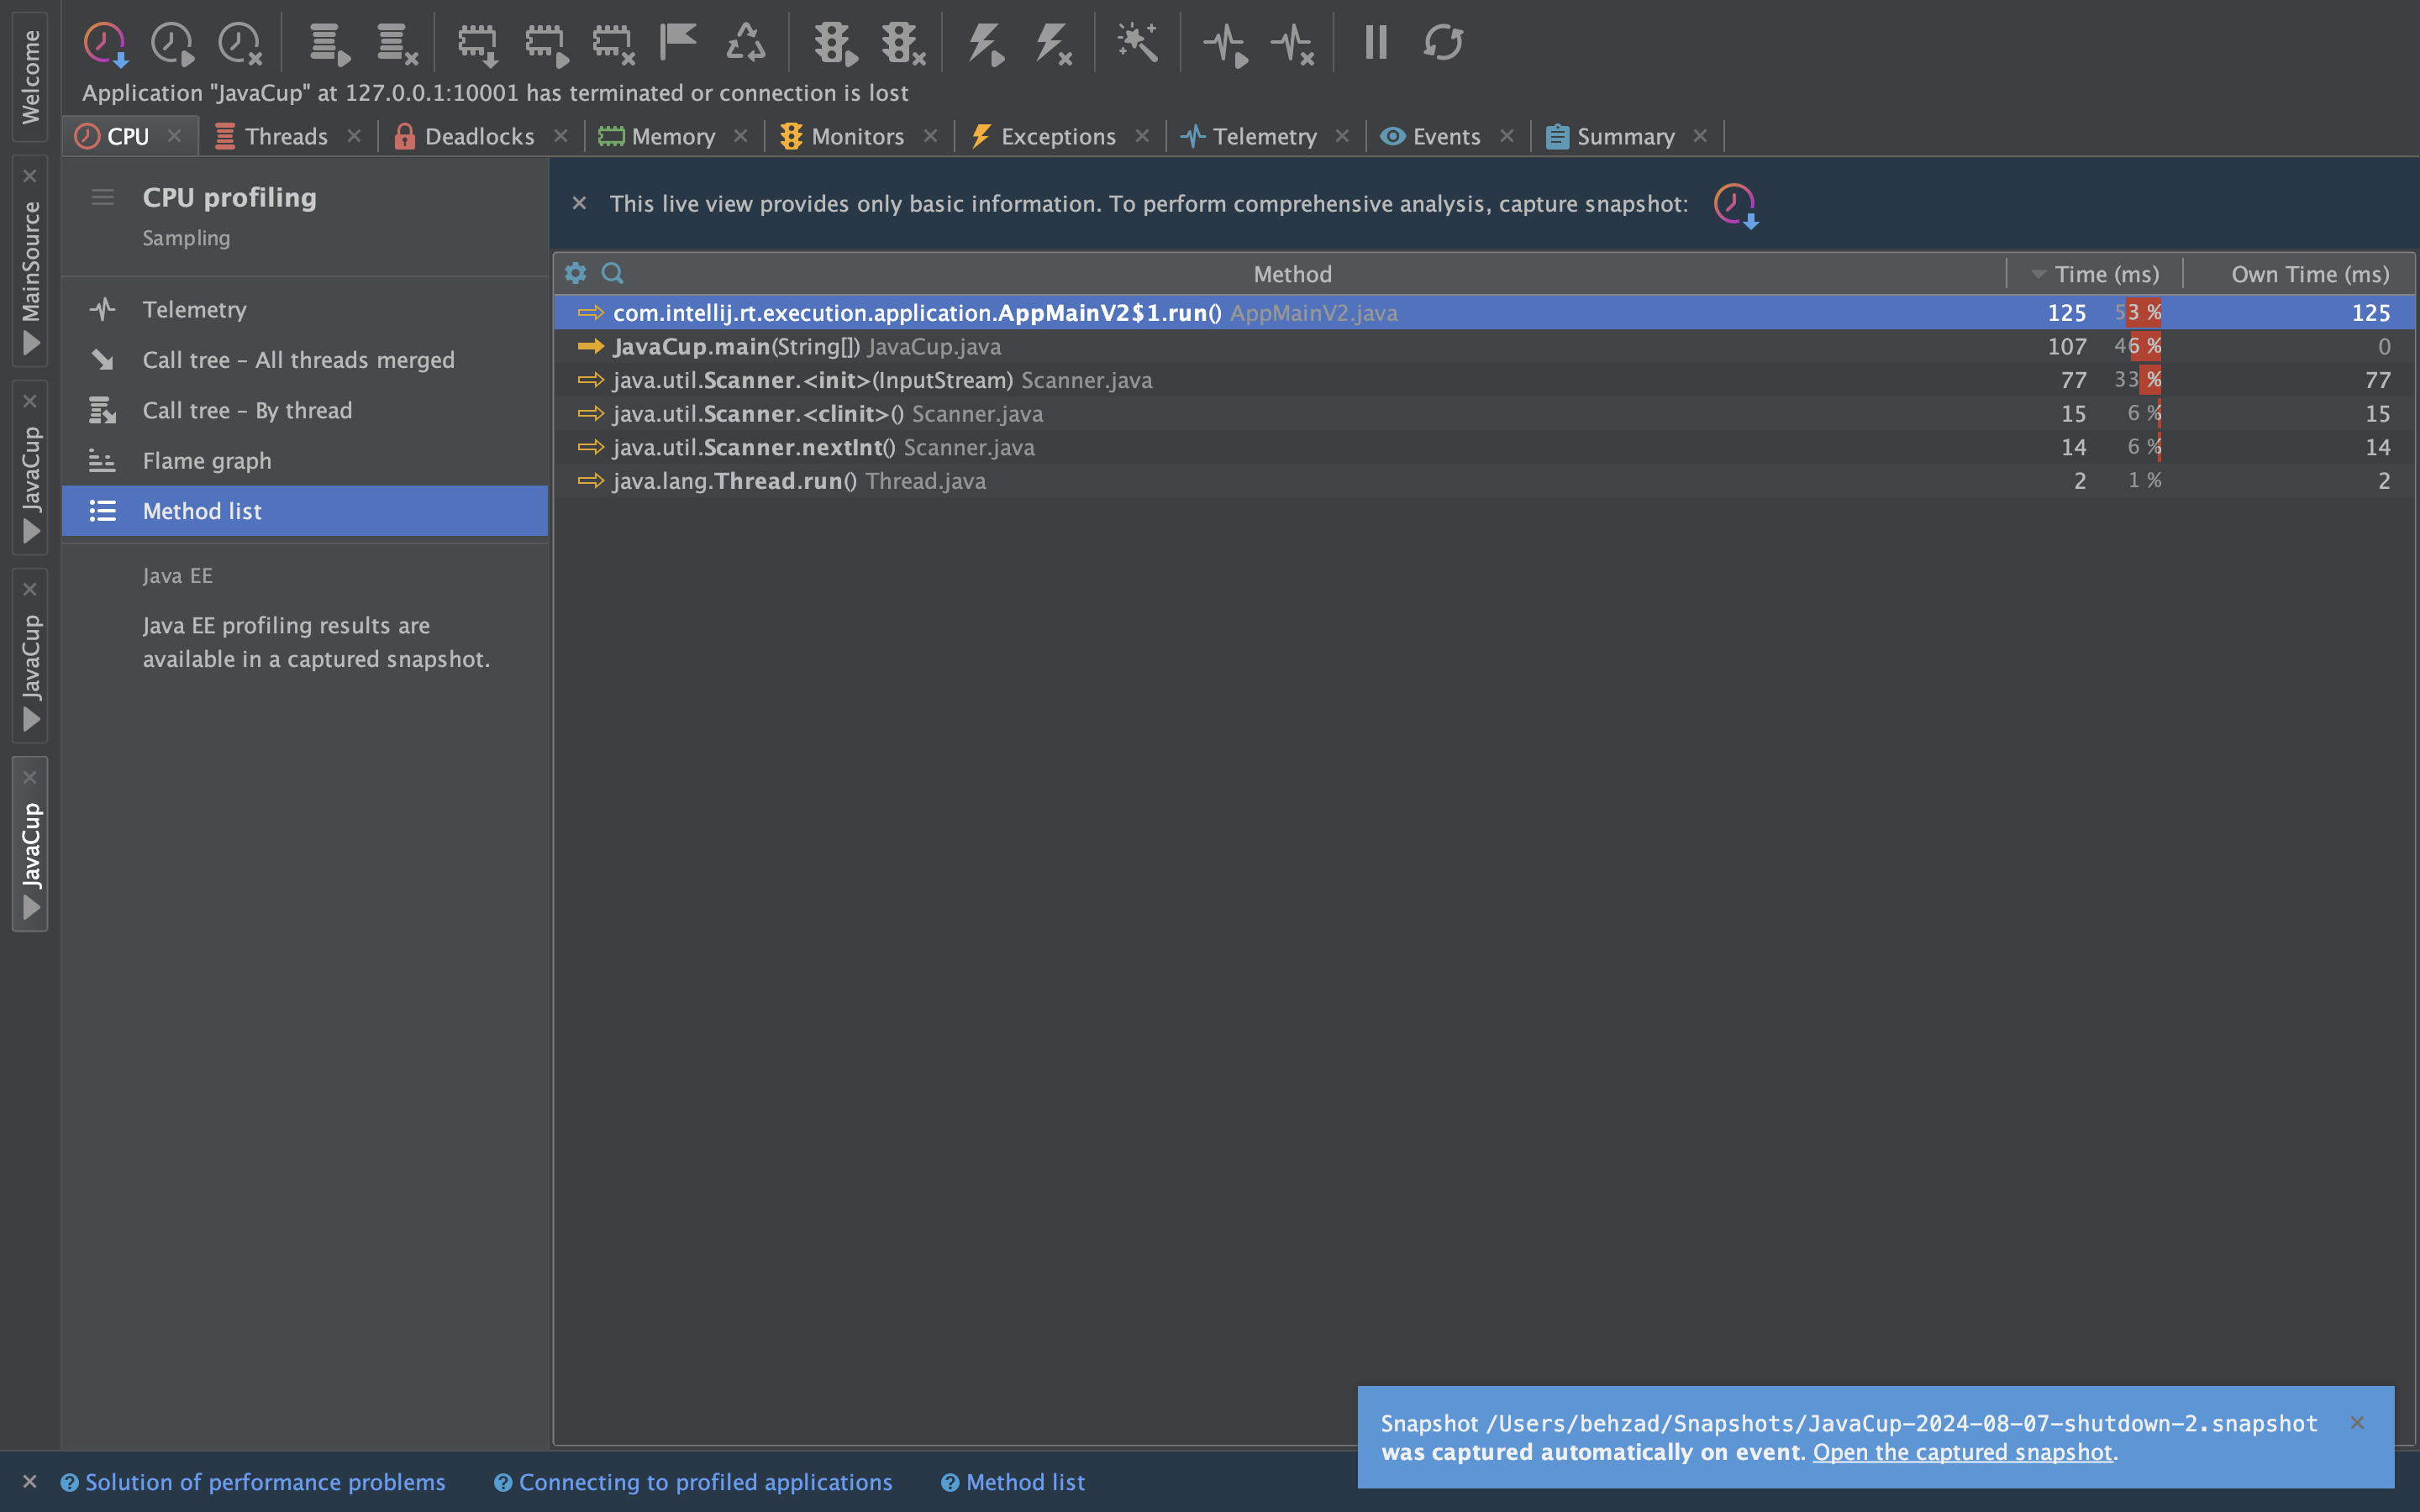 Application "JavaCup" at 127.0.0.1:10001 has terminated or connection is lost
Welcome
MainSource
JavaCup
JavaCup
JavaCup
CPU
Threads
Deadlocks
Memory
Monitors
Exceptions
Telemetry
Events
Summary
CPU profiling
Sampling
Telemetry
Call tree – All threads merged
Call tree – By thread
Flame graph
Method list
Java EE
Java EE profiling results are
available in a captured snapshot.
This live view provides only basic information. To perform comprehensive analysis, capture snapshot:
Method Time (ms) Own Time (ms)
com.intellij.rt.execution.application.AppMainV2$1.run() AppMainV2.java 125 53 % 125
JavaCup.main(String[]) JavaCup.java 107 46 % 0
java.util.Scanner.<init>(InputStream) Scanner.java 77 33 % 77
java.util.Scanner.<clinit>() Scanner.java 15 6 % 15
java.util.Scanner.nextInt() Scanner.java 14 6 % 14
java.lang.Thread.run() Thread.java 2 1 % 2
Snapshot /Users/behzad/Snapshots/JavaCup-2024-08-07-shutdown-2.snapshot
was captured automatically on event. Open the captured snapshot.
Solution of performance problems
Connecting to profiled applications
Method list